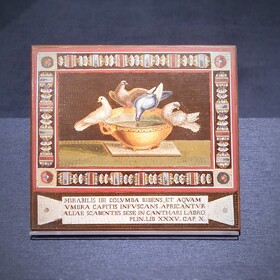 MIRABILIS IBI COLVMBA BIBENS, ET AQVAM
VMBRA CAPITIS INFVSCANS. APRICANTVR
ALIAE SCABENTES SESE IN CANTHARI LABRO.
PLIN. LIB XXXV. CAP. X.